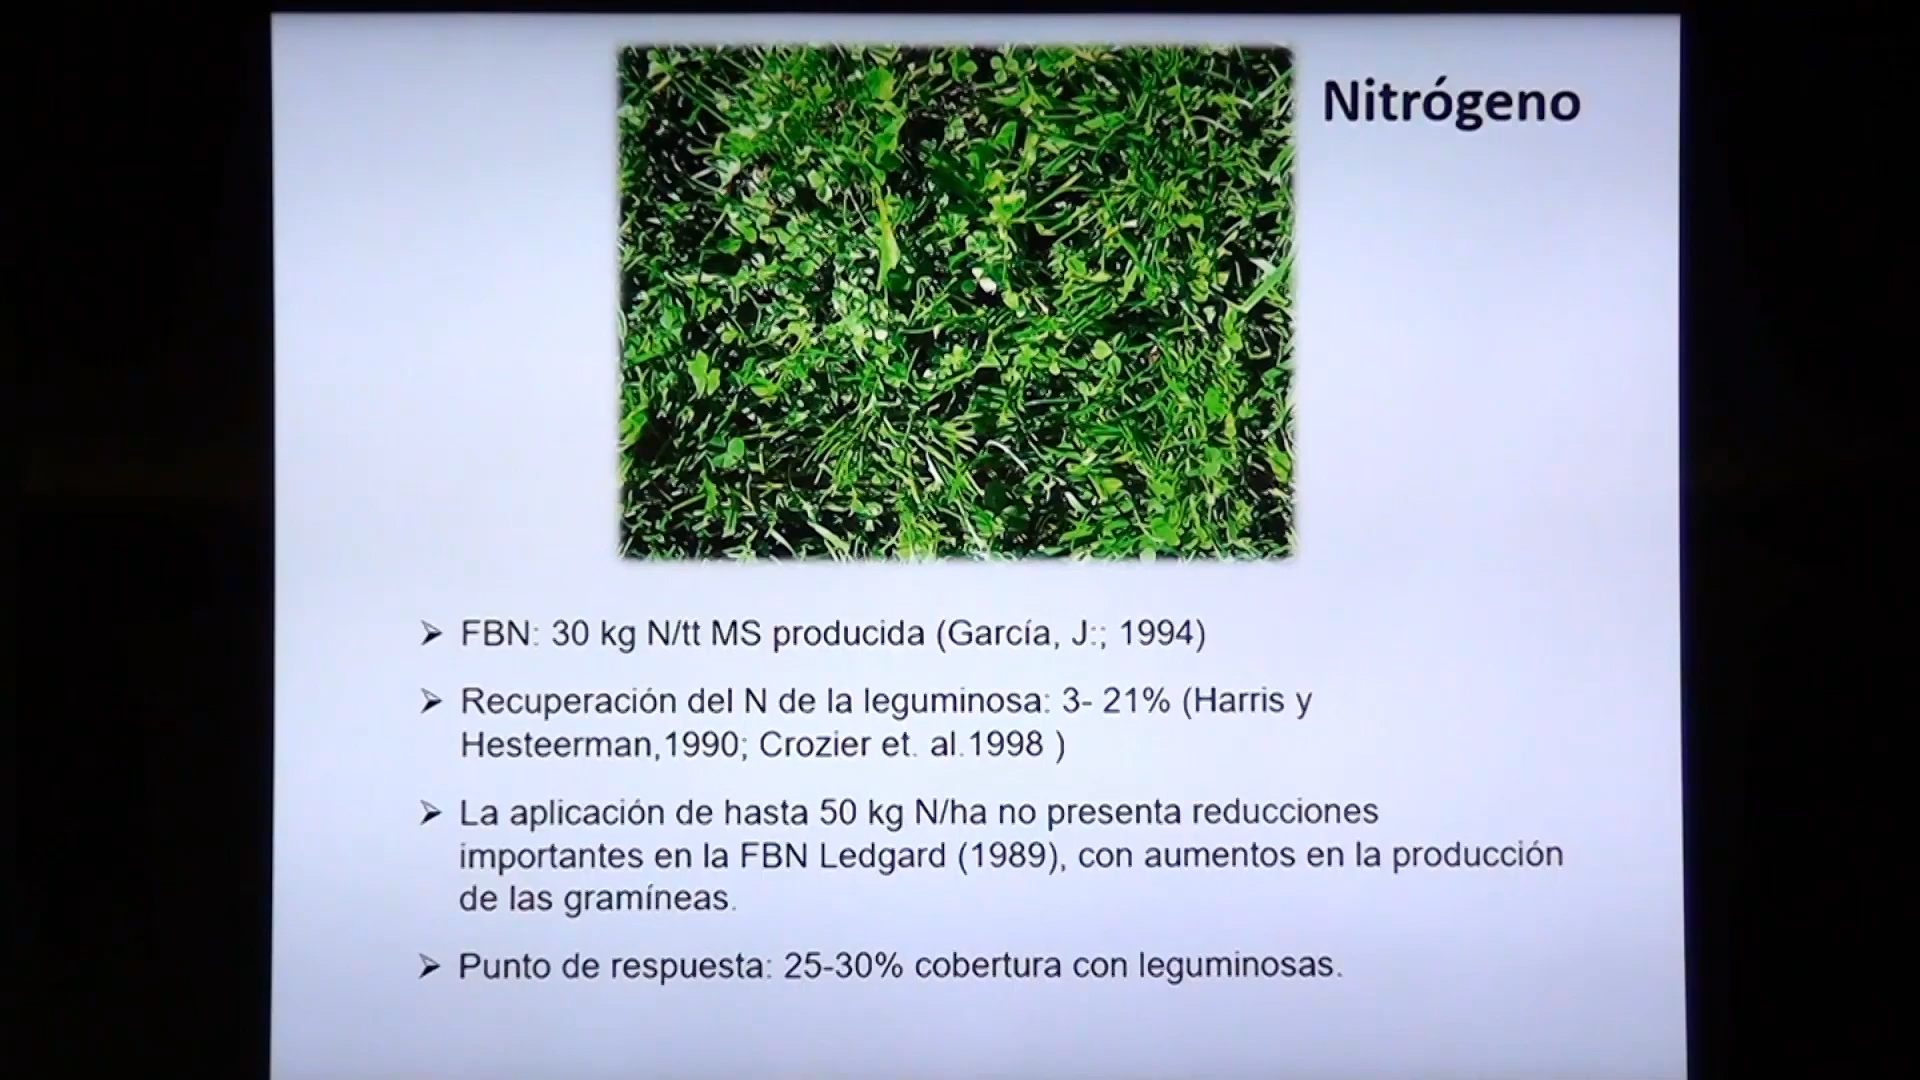 Nitrógeno
➢ FBN: 30 kg N/tt MS producida (García, J:; 1994)
➢ Recuperación del N de la leguminosa: 3- 21% (Harris y
Hesteerman,1990; Crozier et. al.1998 )
➢ La aplicación de hasta 50 kg N/ha no presenta reducciones
importantes en la FBN Ledgard (1989), con aumentos en la producción
de las gramíneas.
➢ Punto de respuesta: 25-30% cobertura con leguminosas.